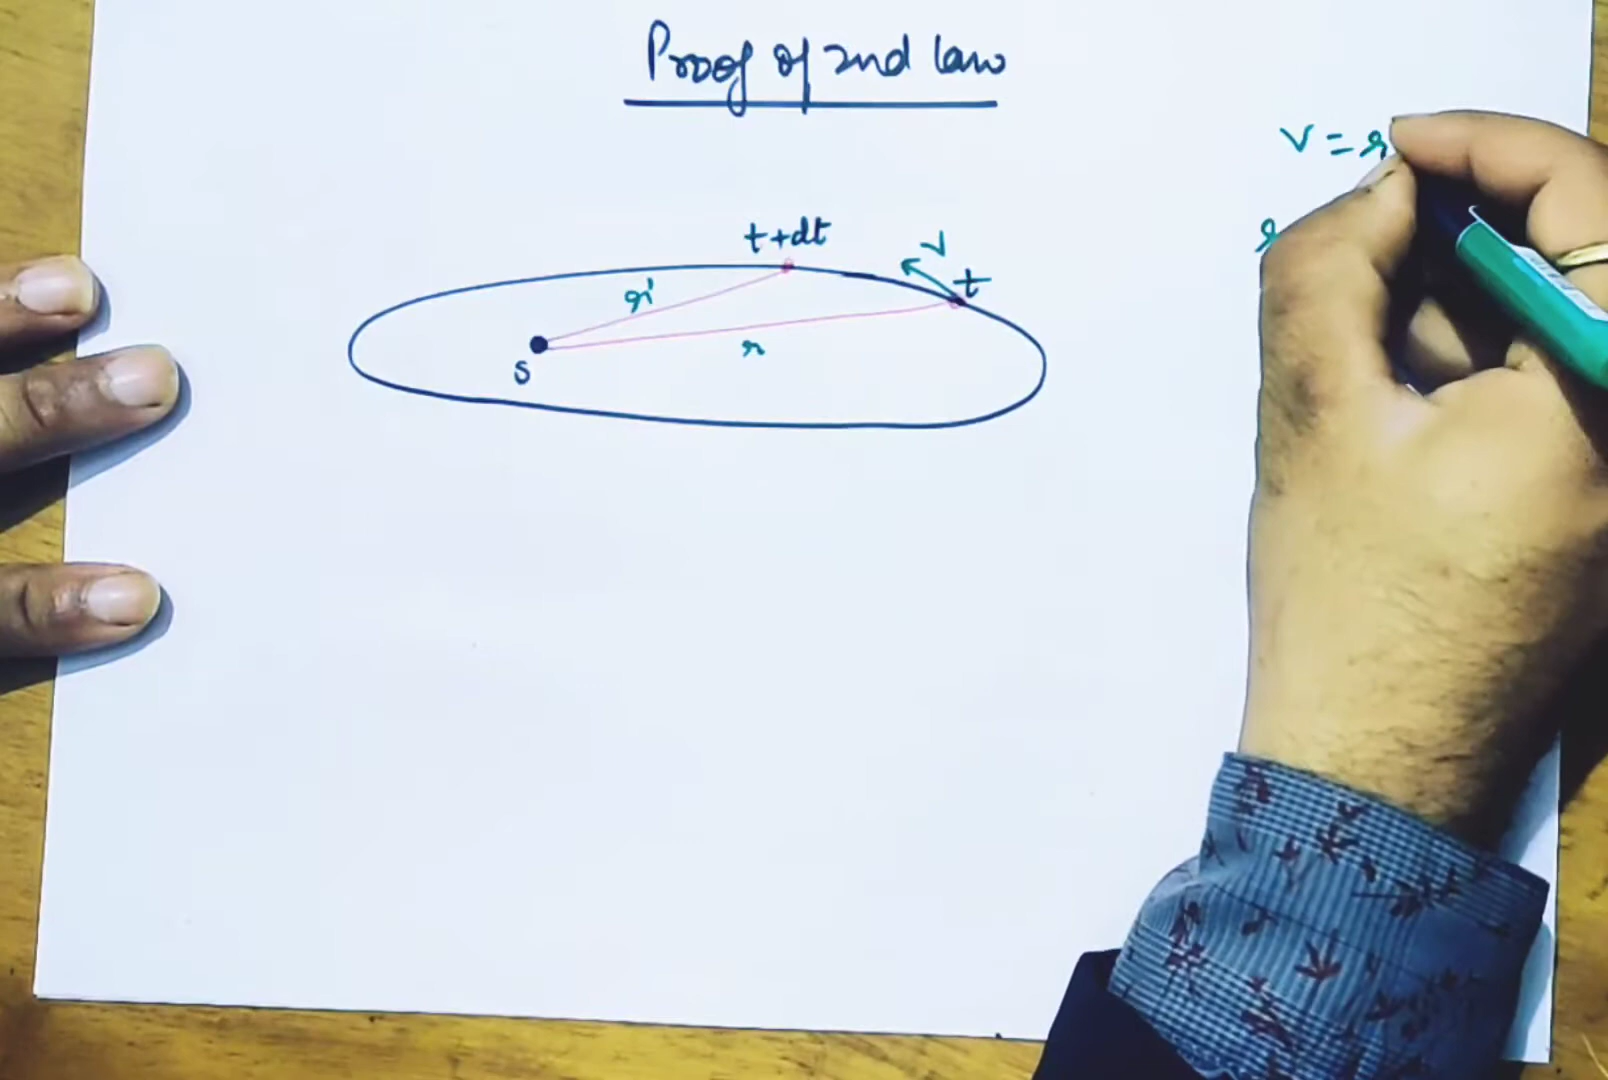 Proof of 2nd law
v = r
r
t+dt
v
t
r'
r
S